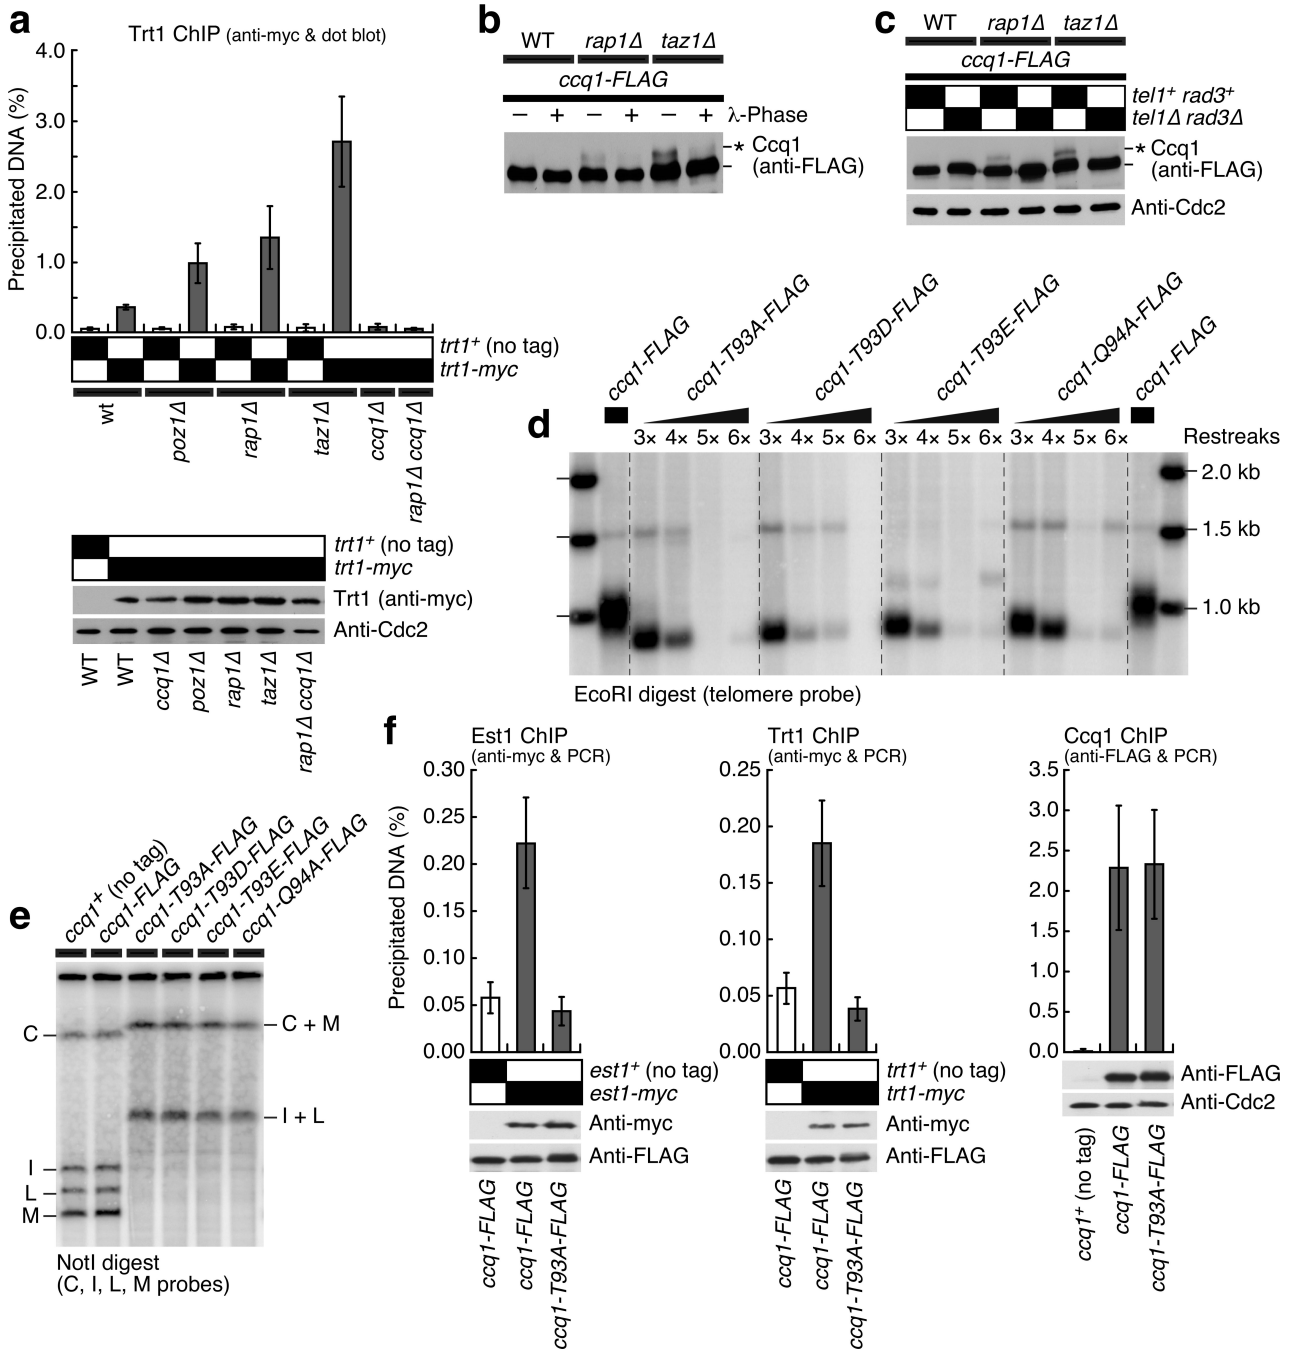 a
Trt1 ChIP (anti-myc & dot blot)
Precipitated DNA (%)
4.0
3.0
2.0
1.0
0.0
trt1+ (no tag)
trt1-myc
wt
poz1Δ
rap1Δ
taz1Δ
ccq1Δ
rap1Δ ccq1Δ
trt1+ (no tag)
trt1-myc
Trt1 (anti-myc)
Anti-Cdc2
WT
WT
ccq1Δ
poz1Δ
rap1Δ
taz1Δ
rap1Δ ccq1Δ
b
WT rap1Δ taz1Δ
ccq1-FLAG
− + − + − + λ-Phase
* Ccq1
(anti-FLAG)
c
WT rap1Δ taz1Δ
ccq1-FLAG
tel1+ rad3+
tel1Δ rad3Δ
* Ccq1
(anti-FLAG)
Anti-Cdc2
d
ccq1-FLAG
ccq1-T93A-FLAG
ccq1-T93D-FLAG
ccq1-T93E-FLAG
ccq1-Q94A-FLAG
ccq1-FLAG
3× 4× 5× 6× 3× 4× 5× 6× 3× 4× 5× 6× 3× 4× 5× 6× Restreaks
2.0 kb
1.5 kb
1.0 kb
EcoRI digest (telomere probe)
e
ccq1+ (no tag)
ccq1-FLAG
ccq1-T93A-FLAG
ccq1-T93D-FLAG
ccq1-T93E-FLAG
ccq1-Q94A-FLAG
C
I
L
M
C + M
I + L
NotI digest
(C, I, L, M probes)
f
Est1 ChIP
(anti-myc & PCR)
Precipitated DNA (%)
0.30
0.25
0.20
0.15
0.10
0.05
0.00
est1+ (no tag)
est1-myc
Anti-myc
Anti-FLAG
ccq1-FLAG
ccq1-FLAG
ccq1-T93A-FLAG
Trt1 ChIP
(anti-myc & PCR)
0.25
0.20
0.15
0.10
0.05
0.00
trt1+ (no tag)
trt1-myc
Anti-myc
Anti-FLAG
ccq1-FLAG
ccq1-FLAG
ccq1-T93A-FLAG
Ccq1 ChIP
(anti-FLAG & PCR)
3.5
3.0
2.5
2.0
1.5
1.0
0.5
0.0
Anti-FLAG
Anti-Cdc2
ccq1+ (no tag)
ccq1-FLAG
ccq1-T93A-FLAG